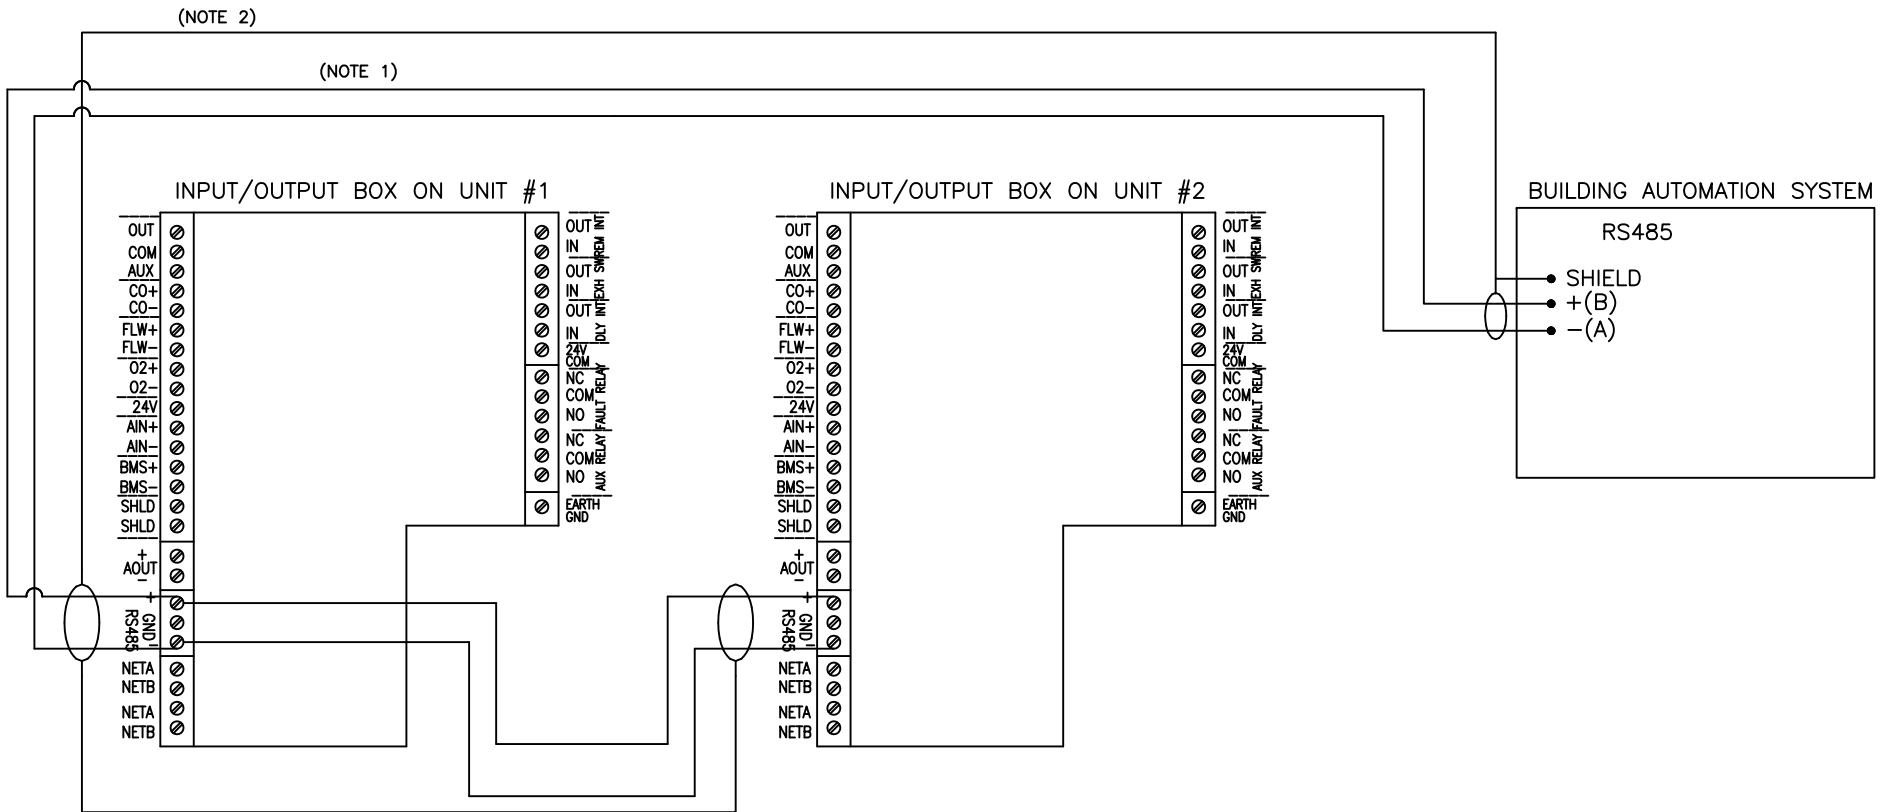 (NOTE 2)
(NOTE 1)
INPUT/OUTPUT BOX ON UNIT #1
OUT
COM
AUX
CO+
CO-
FLW+
FLW-
O2+
O2-
24V
AIN+
AIN-
BMS+
BMS-
SHLD
SHLD
+
AOUT
-
+
GND
-
RS485
NETA
NETB
NETA
NETB
OUT
IN
REM INT
OUT
IN
EXH SW
OUT
IN
DLY INT
24V
COM
NC
COM
NO
FAULT RELAY
NC
COM
NO
AUX RELAY
EARTH
GND
INPUT/OUTPUT BOX ON UNIT #2
OUT
COM
AUX
CO+
CO-
FLW+
FLW-
O2+
O2-
24V
AIN+
AIN-
BMS+
BMS-
SHLD
SHLD
+
AOUT
-
+
GND
-
RS485
NETA
NETB
NETA
NETB
OUT
IN
REM INT
OUT
IN
EXH SW
OUT
IN
DLY INT
24V
COM
NC
COM
NO
FAULT RELAY
NC
COM
NO
AUX RELAY
EARTH
GND
BUILDING AUTOMATION SYSTEM
RS485
SHIELD
+(B)
-(A)